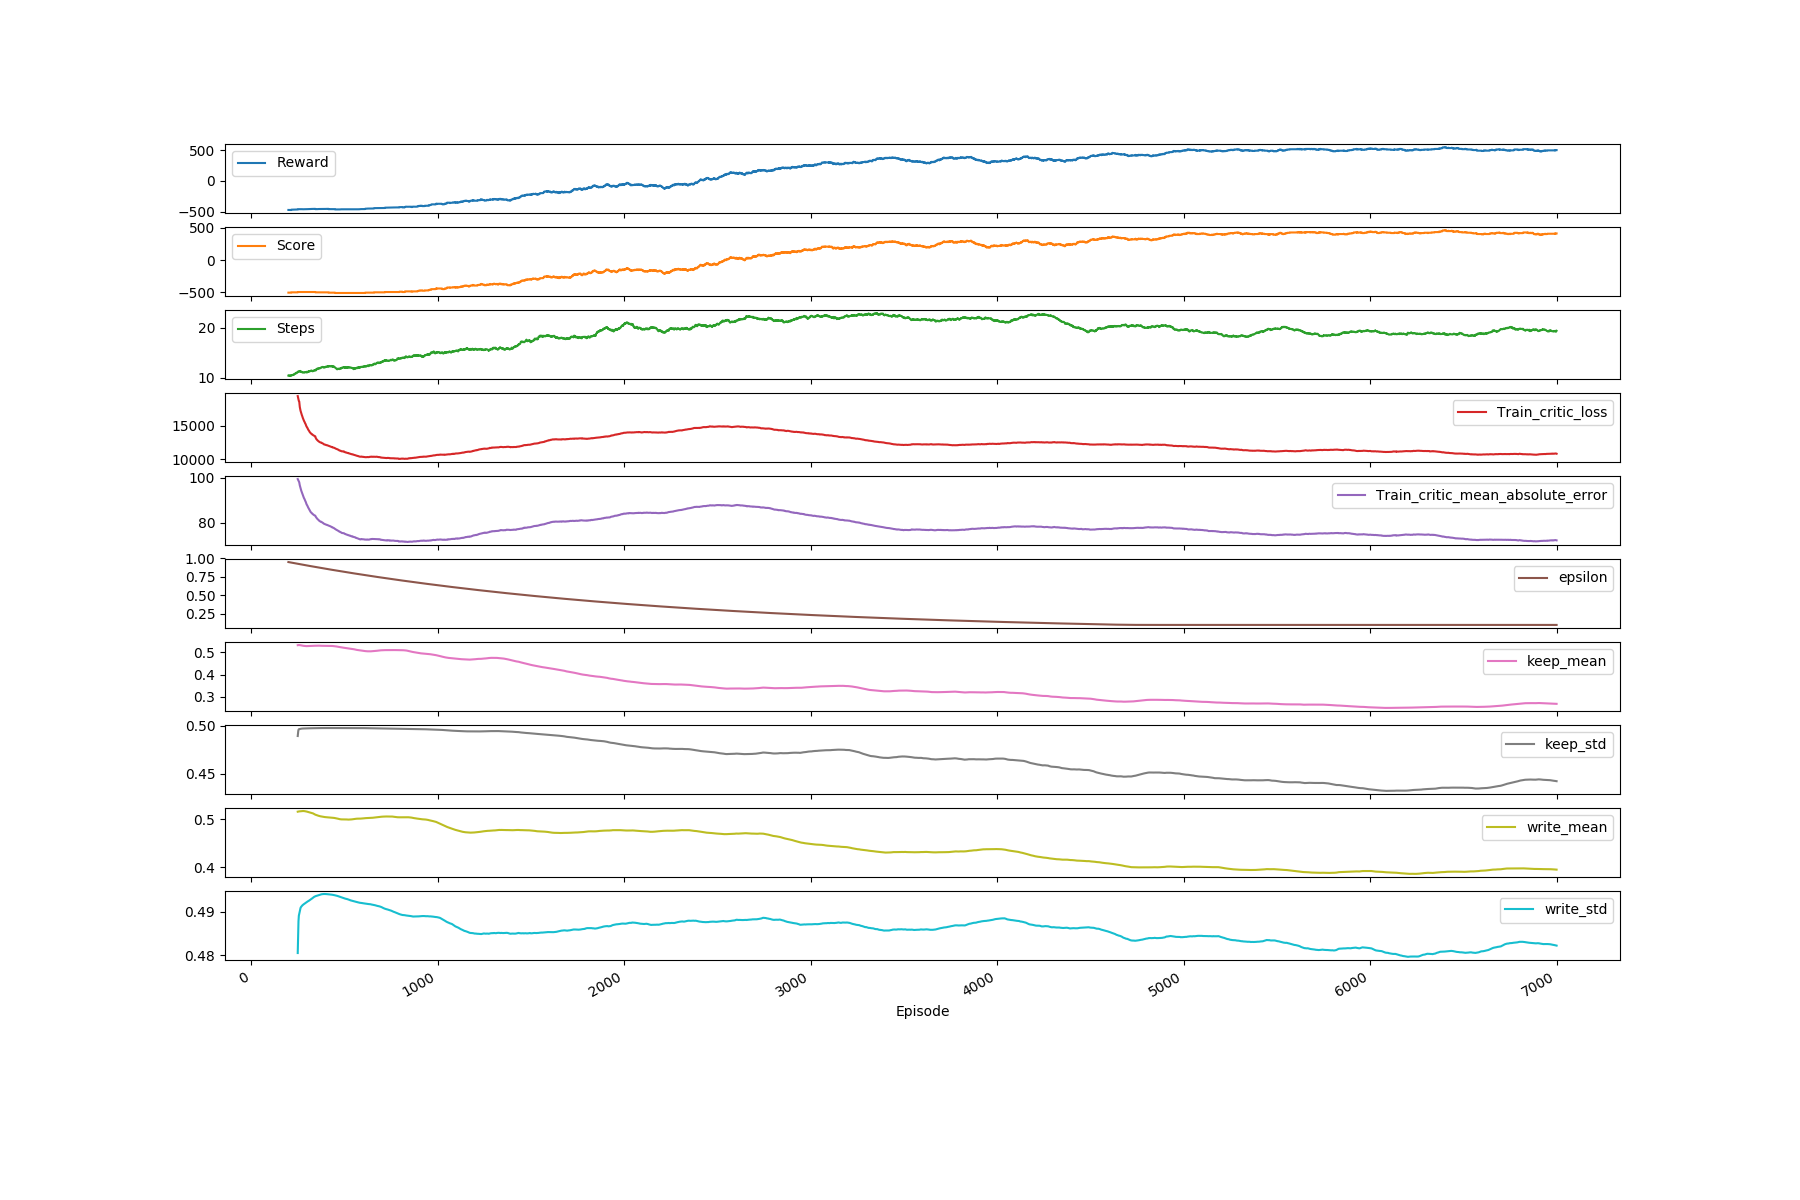 500
0
−500
Reward
500
0
−500
Score
20
10
Steps
15000
10000
Train_critic_loss
100
80
Train_critic_mean_absolute_error
1.00
0.75
0.50
0.25
epsilon
0.5
0.4
0.3
keep_mean
0.50
0.45
keep_std
0.5
0.4
write_mean
0.49
0.48
write_std
0 1000 2000 3000 4000 5000 6000 7000
Episode